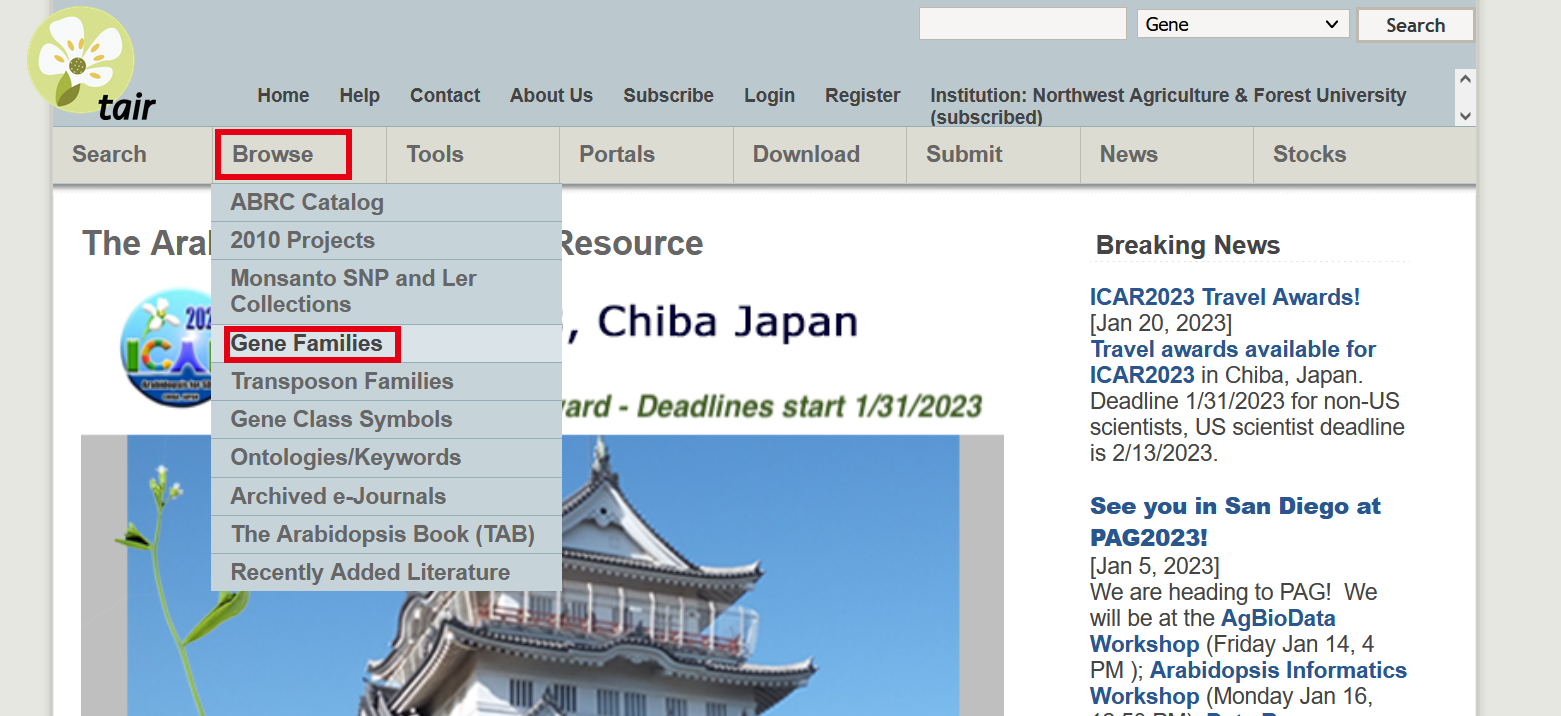 Gene
Search
tair
Home Help Contact About Us Subscribe Login Register Institution: Northwest Agriculture & Forest University
(subscribed)
Search Browse Tools Portals Download Submit News Stocks
ABRC Catalog
2010 Projects
Monsanto SNP and Ler
Collections
Gene Families
Transposon Families
Gene Class Symbols
Ontologies/Keywords
Archived e-Journals
The Arabidopsis Book (TAB)
Recently Added Literature
The Resource
Chiba Japan
- Deadlines start 1/31/2023
Breaking News
ICAR2023 Travel Awards!
[Jan 20, 2023]
Travel awards available for
ICAR2023 in Chiba, Japan.
Deadline 1/31/2023 for non-US
scientists, US scientist deadline
is 2/13/2023.
See you in San Diego at
PAG2023!
[Jan 5, 2023]
We are heading to PAG! We
will be at the AgBioData
Workshop (Friday Jan 14, 4
PM ); Arabidopsis Informatics
Workshop (Monday Jan 16,